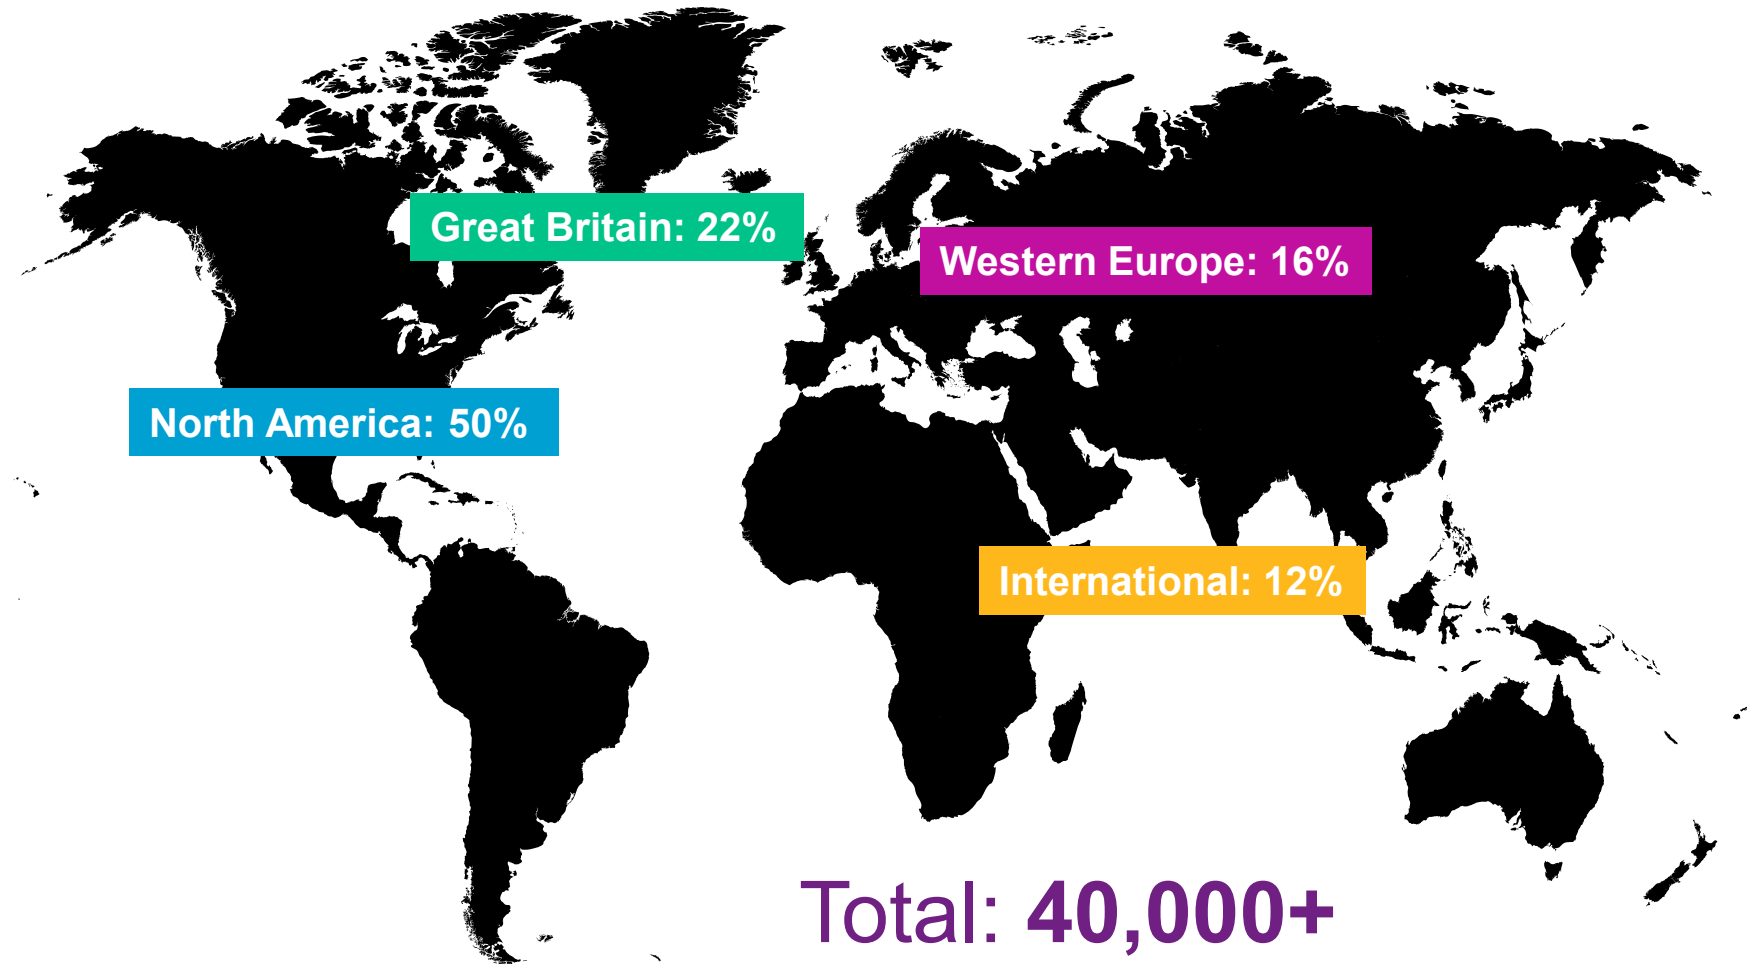 Great Britain: 22%
Western Europe: 16%
North America: 50%
International: 12%
Total: 40,000+